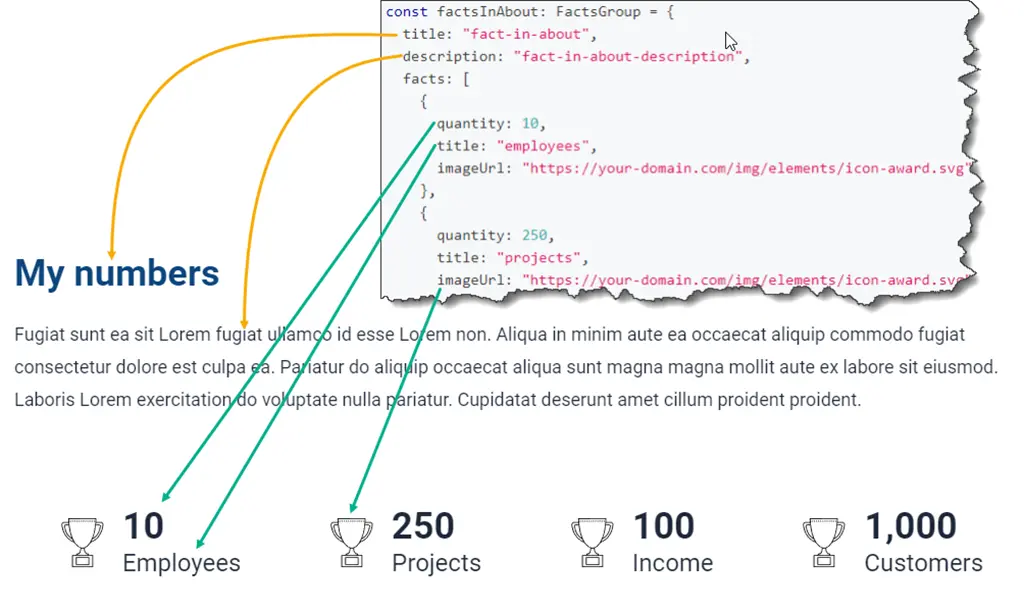 const factsInAbout: FactsGroup = {
title: "fact-in-about",
description: "fact-in-about-description",
facts: [
{
quantity: 10,
title: "employees",
imageUrl: "https://your-domain.com/img/elements/icon-award.svg"
},
{
quantity: 250,
title: "projects",
imageUrl: "https://your-domain.com/img/elements/icon-award.svg"
My numbers
Fugiat sunt ea sit Lorem fugiat ullamco id esse Lorem non. Aliqua in minim aute ea occaecat aliquip commodo fugiat
consectetur dolore est culpa ea. Pariatur do aliquip occaecat aliqua sunt magna magna mollit aute ex labore sit eiusmod.
Laboris Lorem exercitation do voluptate nulla pariatur. Cupidatat deserunt amet cillum proident proident.
10
Employees
250
Projects
100
Income
1,000
Customers